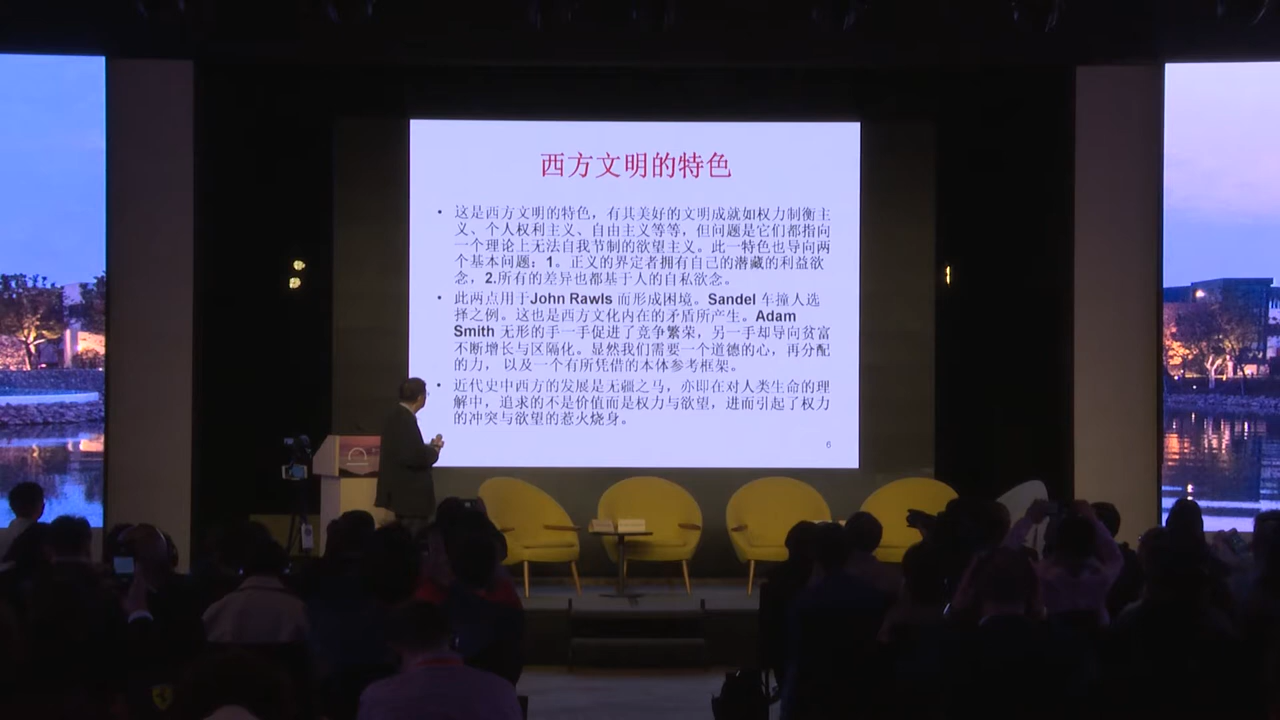 西方文明的特色
• 这是西方文明的特色，有其美好的文明成就如权力制衡主
义、个人权利主义、自由主义等等，但问题是它们都指向
一个理论上无法自我节制的欲望主义。此一特色也导向两
个基本问题：1。正义的界定者拥有自己的潜藏的利益欲
念，2.所有的差异也都基于人的自私欲念。
• 此两点用于John Rawls 而形成困境。Sandel 车撞人选
择之例。这也是西方文化内在的矛盾所产生。Adam
Smith 无形的手一手促进了竞争繁荣，另一手却导向贫富
不断增长与区隔化。显然我们需要一个道德的心，再分配
的力， 以及一个有所凭借的本体参考框架。
• 近代史中西方的发展是无疆之马，亦即在对人类生命的理
解中，追求的不是价值而是权力与欲望，进而引起了权力
的冲突与欲望的惹火烧身。
6